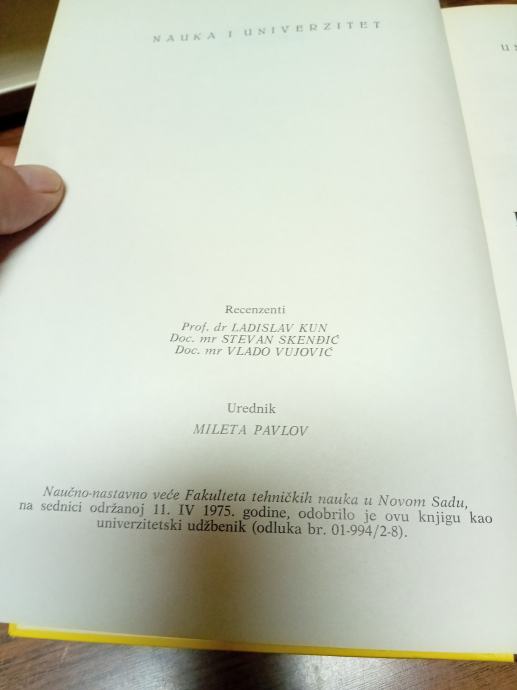 NAUKA I UNIVERZITET
Recenzenti
Prof. dr LADISLAV KUN
Doc. mr STEVAN SKENĐIĆ
Doc. mr VLADO VUJOVIĆ
Urednik
MILETA PAVLOV
Naučno-nastavno veće Fakulteta tehničkih nauka u Novom Sadu,
na sednici održanoj 11. IV 1975. godine, odobrilo je ovu knjigu kao
univerzitetski udžbenik (odluka br. 01-994/2-8).